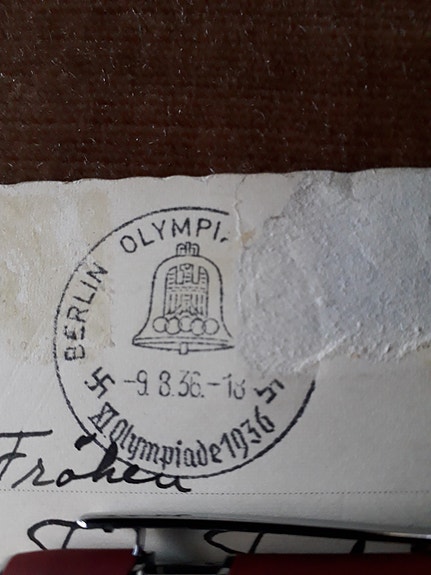 BERLIN OLYMPI
-9.8.36.-18
XI Olympiade 1936
Frohen